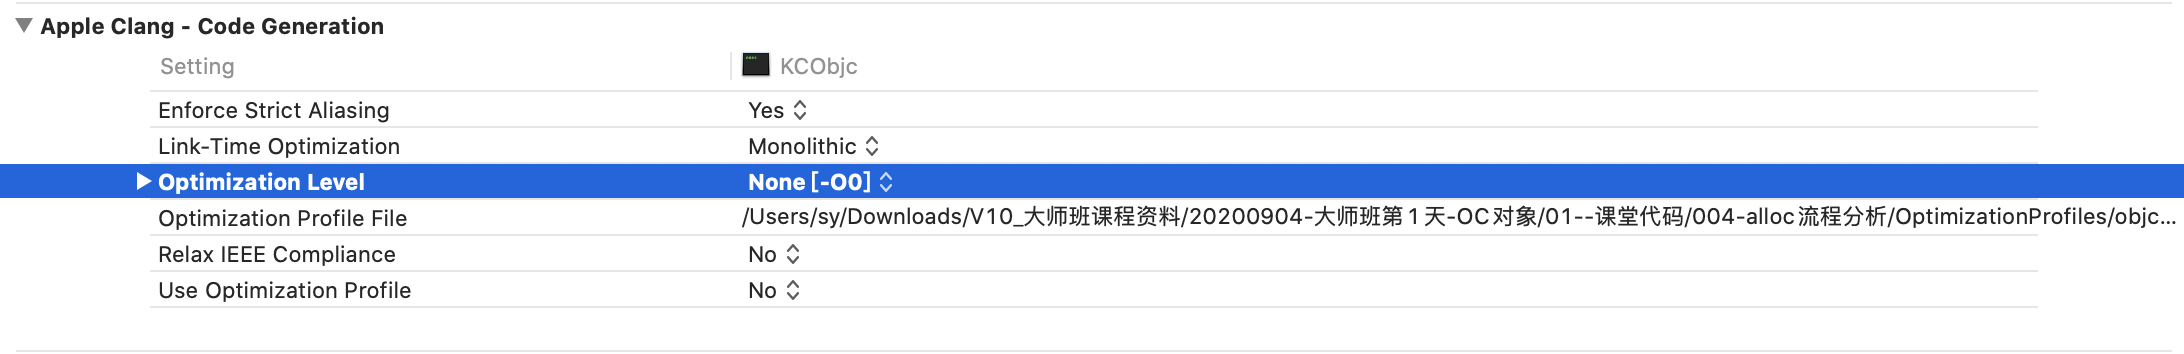 Apple Clang - Code Generation
Setting KCObjc
Enforce Strict Aliasing Yes
Link-Time Optimization Monolithic
Optimization Level None [-O0]
Optimization Profile File /Users/sy/Downloads/V10_大师班课程资料/20200904-大师班第1天-OC对象/01--课堂代码/004-alloc流程分析/OptimizationProfiles/objc...
Relax IEEE Compliance No
Use Optimization Profile No